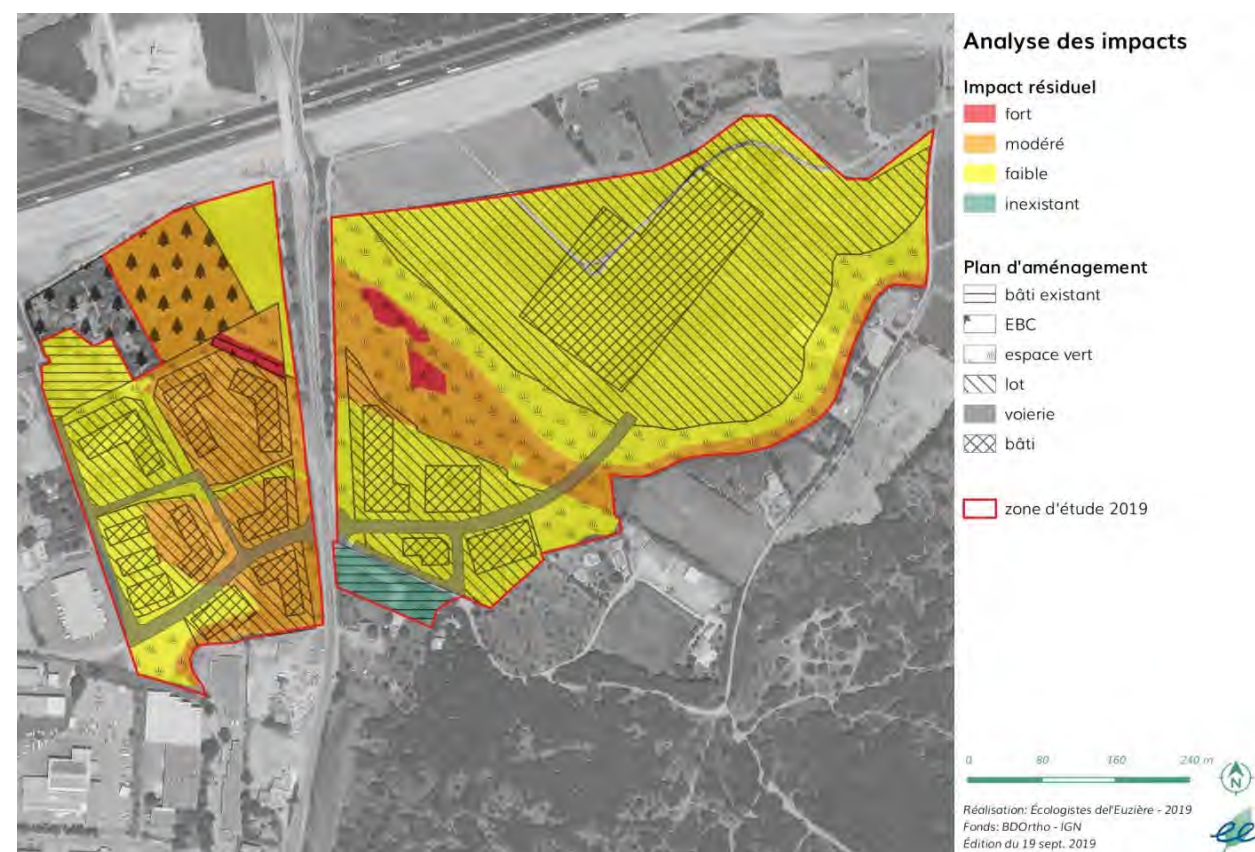 Analyse des impacts
Impact résiduel
fort
modéré
faible
inexistant
Plan d'aménagement
bâti existant
EBC
espace vert
lot
voierie
bâti
zone d'étude 2019
0 80 160 240 m
N
Réalisation: Écologistes del'Euzière - 2019
Fonds: BDOrtho - IGN
Édition du 19 sept. 2019
ee